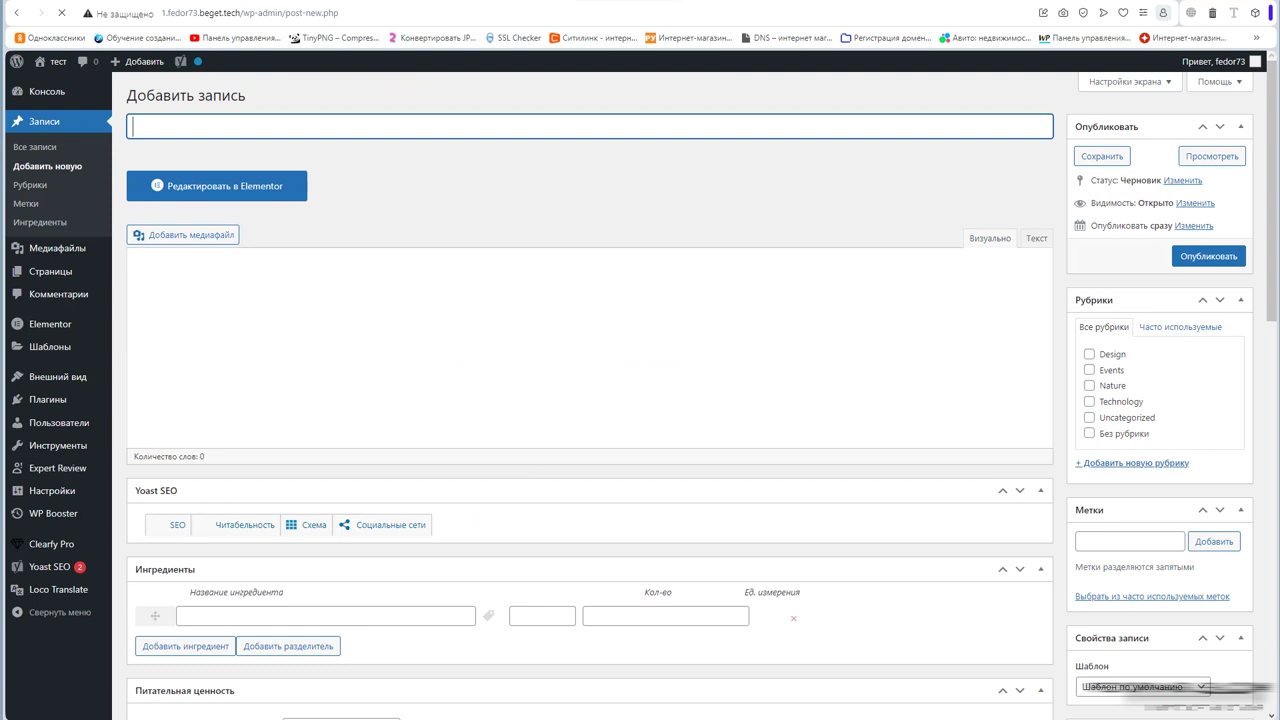 Не защищено 1.fedor73.beget.tech/wp-admin/post-new.php
Одноклассники Обучение создани... Панель управления... TinyPNG – Compres... Конвертировать JP... SSL Checker Ситилинк - интерн... Интернет-магазин... DNS – интернет маг... Регистрация домен... Авито: недвижимос... Панель управления... Интернет-магазин...
тест 0 Добавить Привет, fedor73
Настройки экрана Помощь
Консоль
Записи
Все записи
Добавить новую
Рубрики
Метки
Ингредиенты
Медиафайлы
Страницы
Комментарии
Elementor
Шаблоны
Внешний вид
Плагины
Пользователи
Инструменты
Expert Review
Настройки
WP Booster
Clearfy Pro
Yoast SEO 2
Loco Translate
Свернуть меню
Добавить запись
Редактировать в Elementor
Добавить медиафайл
Визуально Текст
Количество слов: 0
Yoast SEO
SEO Читабельность Схема Социальные сети
Ингредиенты
Название ингредиента Кол-во Ед. измерения
Добавить ингредиент Добавить разделитель
Питательная ценность
Опубликовать
Сохранить Просмотреть
Статус: Черновик Изменить
Видимость: Открыто Изменить
Опубликовать сразу Изменить
Опубликовать
Рубрики
Все рубрики Часто используемые
Design
Events
Nature
Technology
Uncategorized
Без рубрики
+ Добавить новую рубрику
Метки
Добавить
Метки разделяются запятыми
Выбрать из часто используемых меток
Свойства записи
Шаблон
Шаблон по умолчанию